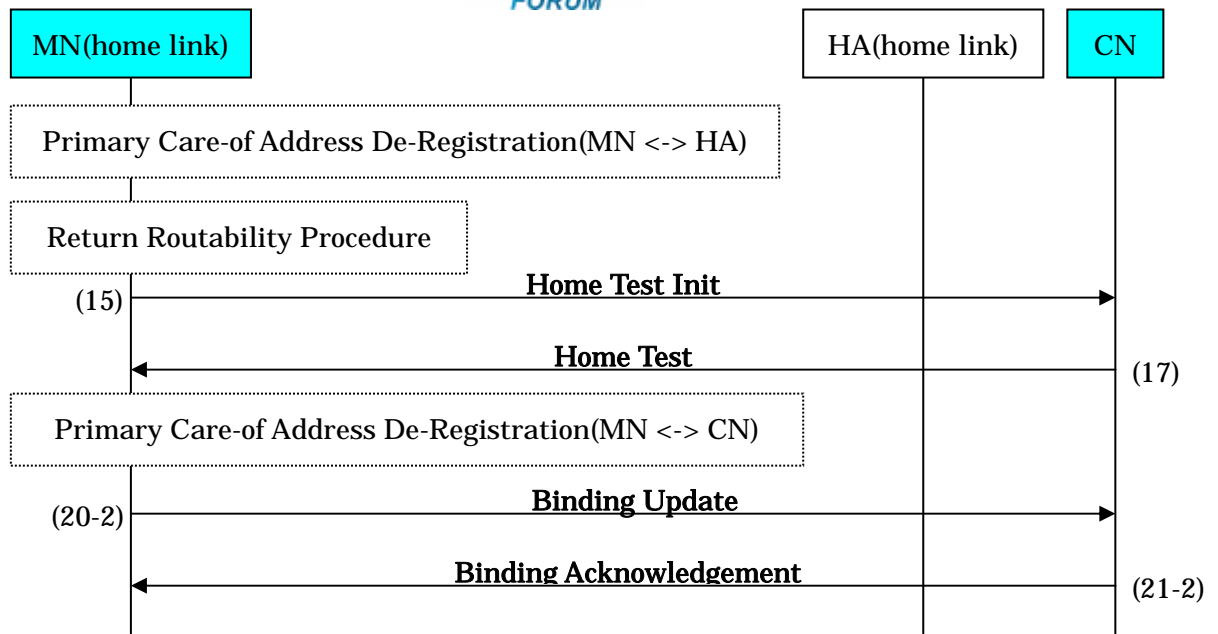 FORUM
MN(home link)
HA(home link)
CN
Primary Care-of Address De-Registration(MN <-> HA)
Return Routability Procedure
Home Test Init
(15)
Home Test
(17)
Primary Care-of Address De-Registration(MN <-> CN)
Binding Update
(20-2)
Binding Acknowledgement
(21-2)